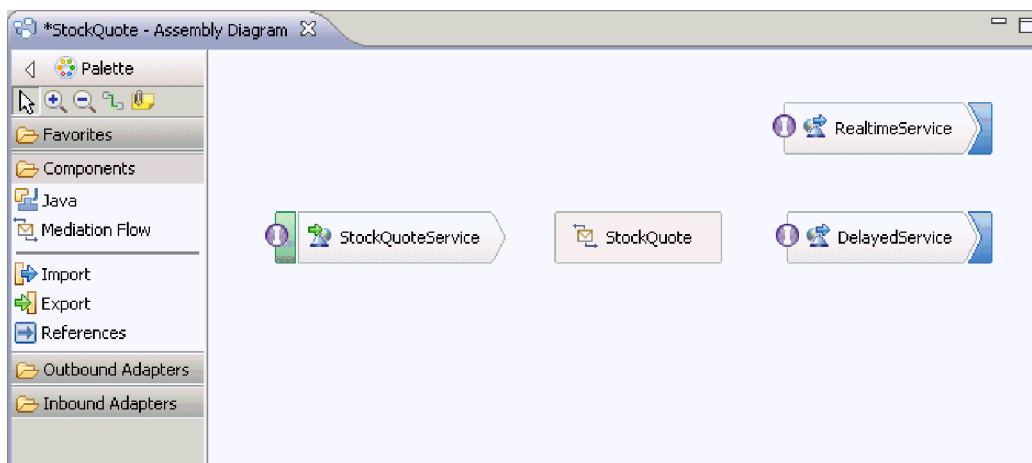 *StockQuote - Assembly Diagram
Palette
Favorites
Components
Java
Mediation Flow
Import
Export
References
Outbound Adapters
Inbound Adapters
RealtimeService
StockQuoteService
StockQuote
DelayedService